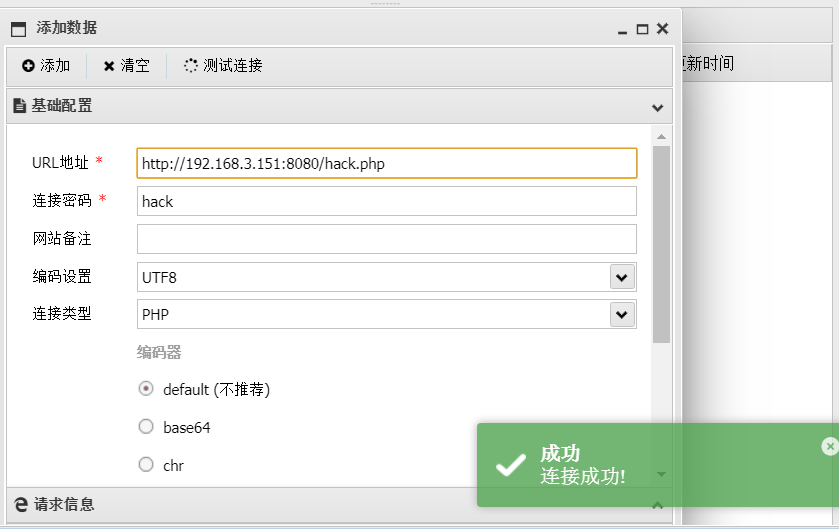 添加数据
添加 清空 测试连接
更新时间
基础配置
URL地址 * http://192.168.3.151:8080/hack.php
连接密码 * hack
网站备注
编码设置 UTF8
连接类型 PHP
编码器
default (不推荐)
base64
chr
成功
连接成功!
请求信息